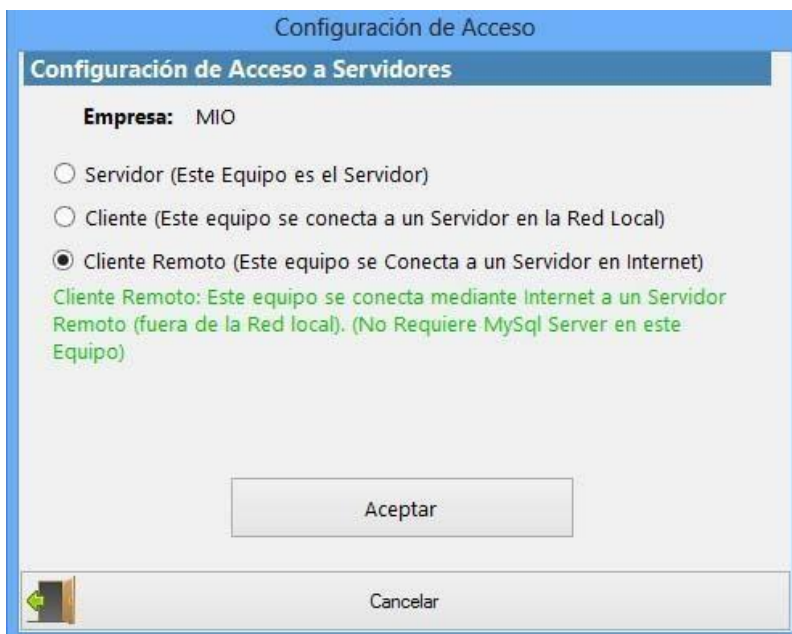 Configuración de Acceso
Configuración de Acceso a Servidores
Empresa: MIO
Servidor (Este Equipo es el Servidor)
Cliente (Este equipo se conecta a un Servidor en la Red Local)
Cliente Remoto (Este equipo se Conecta a un Servidor en Internet)
Cliente Remoto: Este equipo se conecta mediante Internet a un Servidor
Remoto (fuera de la Red local). (No Requiere MySql Server en este
Equipo)
Aceptar
Cancelar